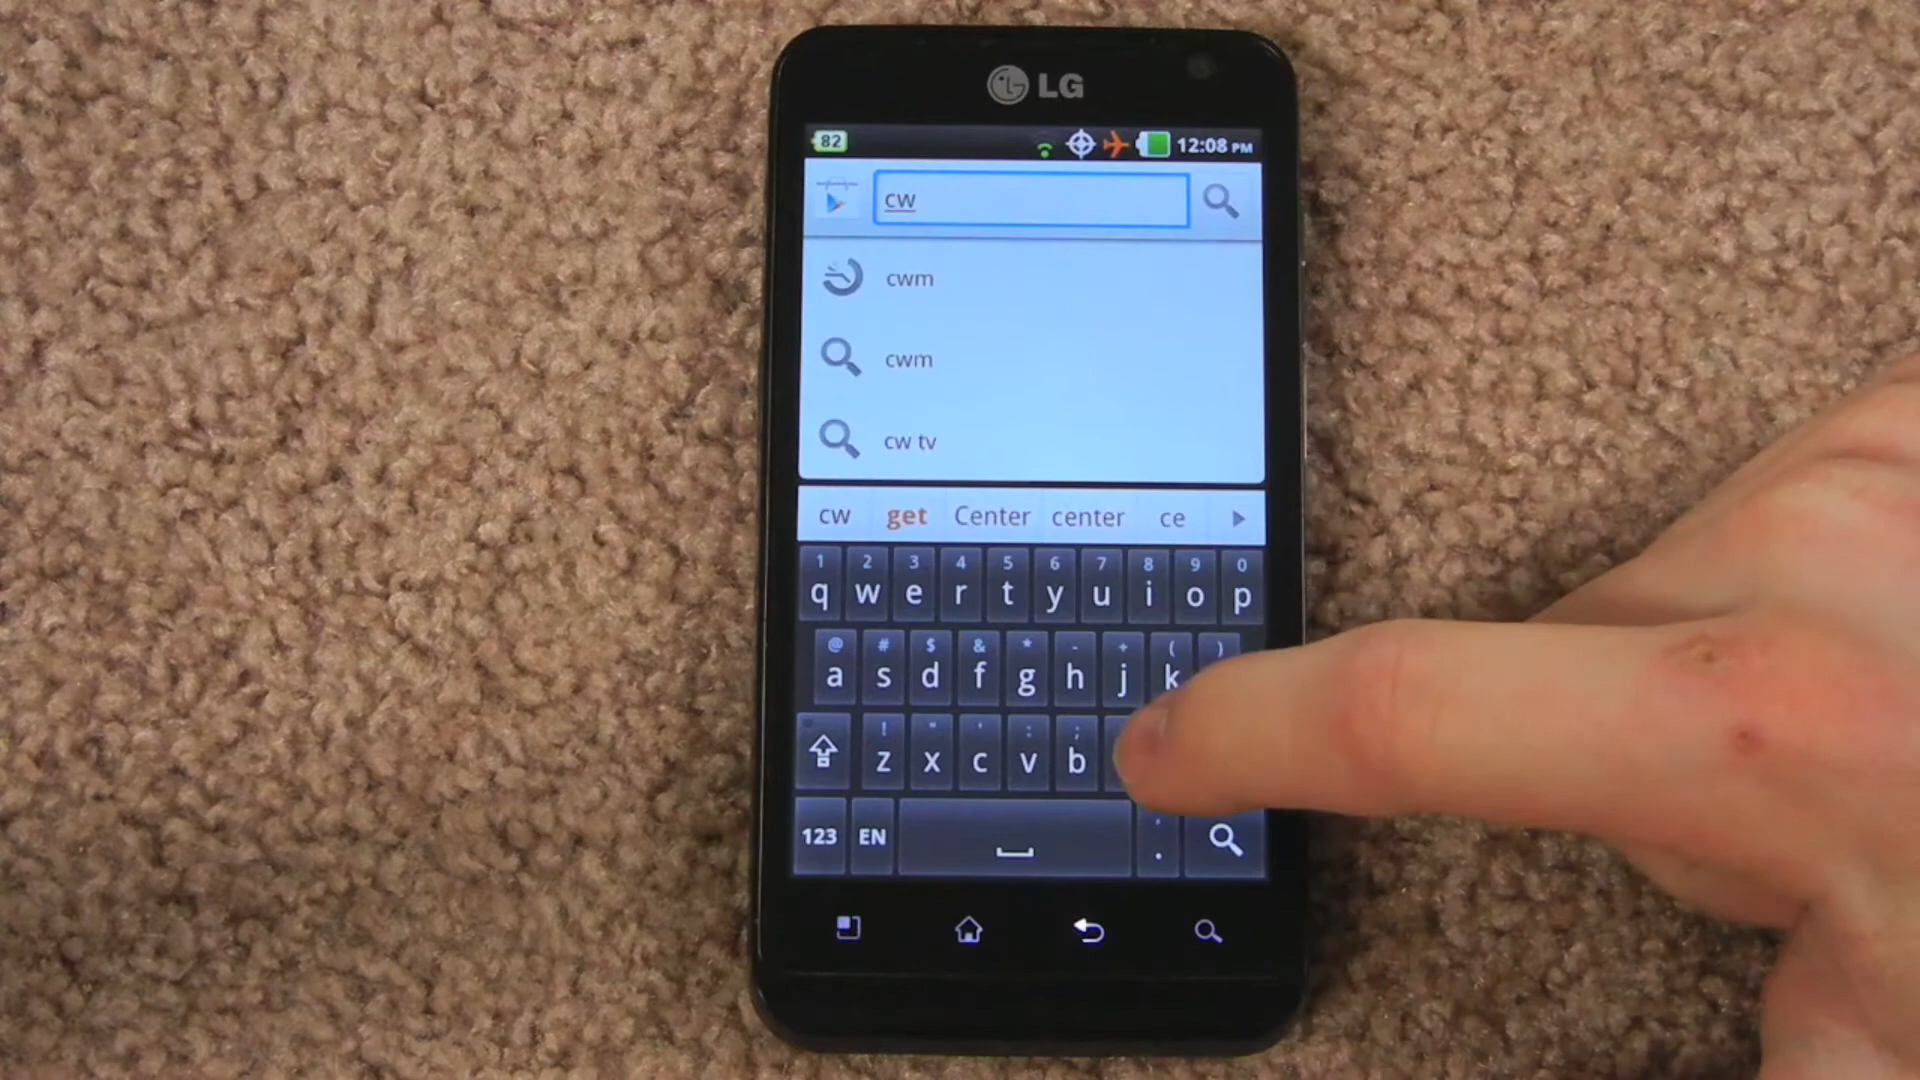 LG
82 12:08 PM
cw
cwm
cwm
cw tv
cw get Center center ce
1 2 3 4 5 6 7 8 9 0
q w e r t y u i o p
@ # $ & * - + ( )
a s d f g h j k
! " ' : ;
z x c v b
123 EN , .